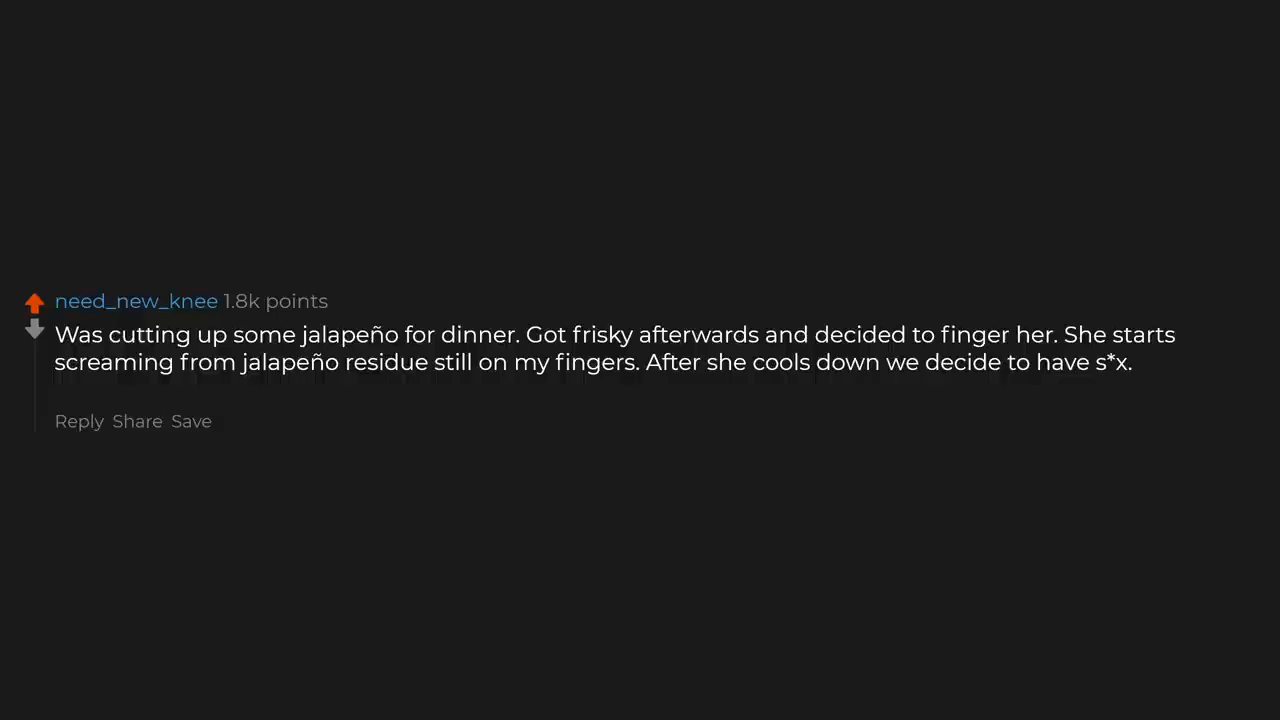 need_new_knee 1.8k points
Was cutting up some jalapeño for dinner. Got frisky afterwards and decided to finger her. She starts
screaming from jalapeño residue still on my fingers. After she cools down we decide to have s*x.
Reply Share Save